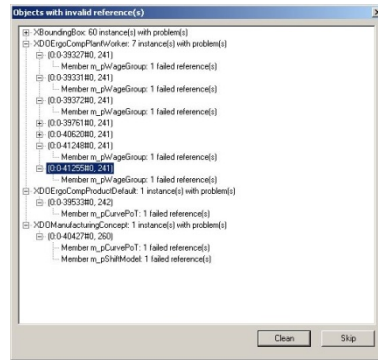 Objects with invalid reference(s)
XBoundingBox: 60 instance(s) with problem(s)
XDOErgoCompPlantWorker: 7 instance(s) with problem(s)
(0:0-39327#0, 241)
Member m_pWageGroup: 1 failed reference(s)
(0:0-39331#0, 241)
Member m_pWageGroup: 1 failed reference(s)
(0:0-39372#0, 241)
Member m_pWageGroup: 1 failed reference(s)
(0:0-39761#0, 241)
(0:0-40620#0, 241)
(0:0-41248#0, 241)
Member m_pWageGroup: 1 failed reference(s)
(0:0-41255#0, 241)
Member m_pWageGroup: 1 failed reference(s)
XDOErgoCompProductDefault: 1 instance(s) with problem(s)
(0:0-39533#0, 242)
Member m_pCurvePoT: 1 failed reference(s)
XDOManufacturingConcept: 1 instance(s) with problem(s)
(0:0-40427#0, 260)
Member m_pCurvePoT: 1 failed reference(s)
Member m_pShiftModel: 1 failed reference(s)
Clean Skip